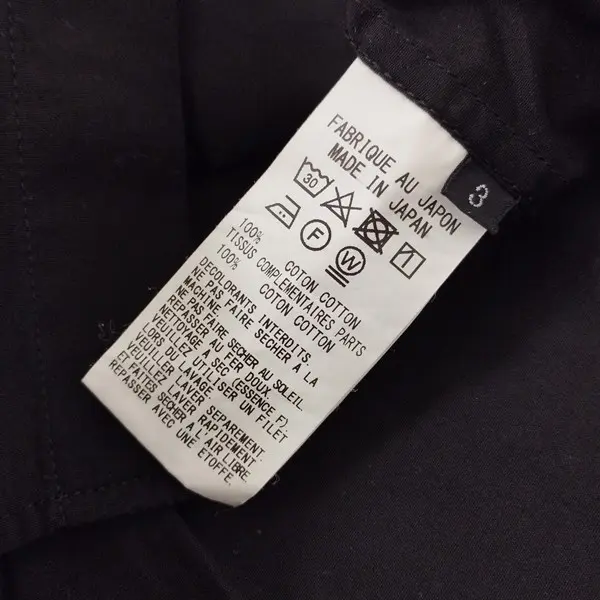 FABRIQUE AU JAPON
MADE IN JAPAN
3
30
F
W
100% COTON COTTON
TISSUS COMPLEMENTAIRES PARTS
100% COTON COTTON
DECOLORANTS INTERDITS.
NE PAS FAIRE SECHER A LA
MACHINE.
NE PAS FAIRE SECHER AU SOLEIL.
REPASSER AU FER DOUX.
NETTOYAGE A SEC (ESSENCE F).
VEUILLEZ UTILISER UN FILET
LORS DU LAVAGE.
VEUILLEZ LAVER SEPAREMENT.
VEUILLER LAVER RAPIDEMENT
ET FAITES SECHER A L'AIR LIBRE.
REPASSER AVEC UNE ETOFFE.